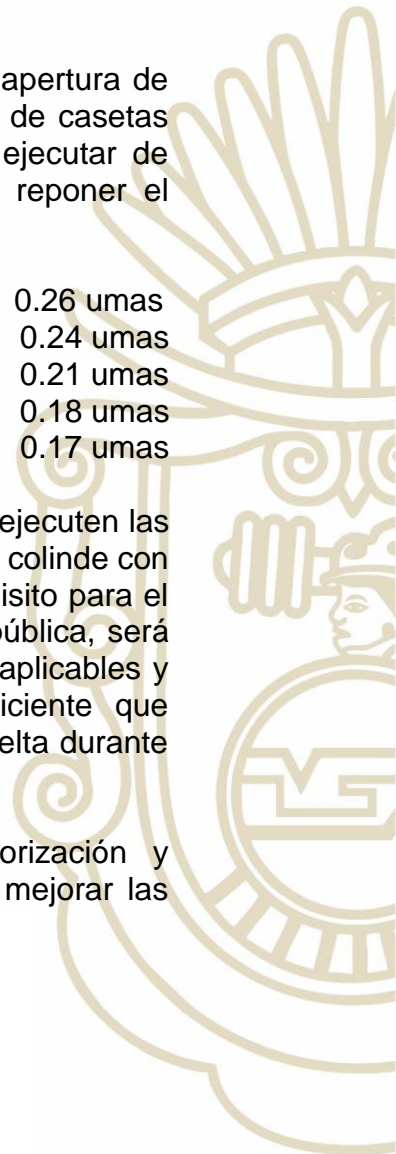 apertura de
de casetas
ejecutar de
reponer el
0.26 umas
0.24 umas
0.21 umas
0.18 umas
0.17 umas
ejecuten las
colinde con
isito para el
pública, será
aplicables y
iciente que
elta durante
orización y
mejorar las